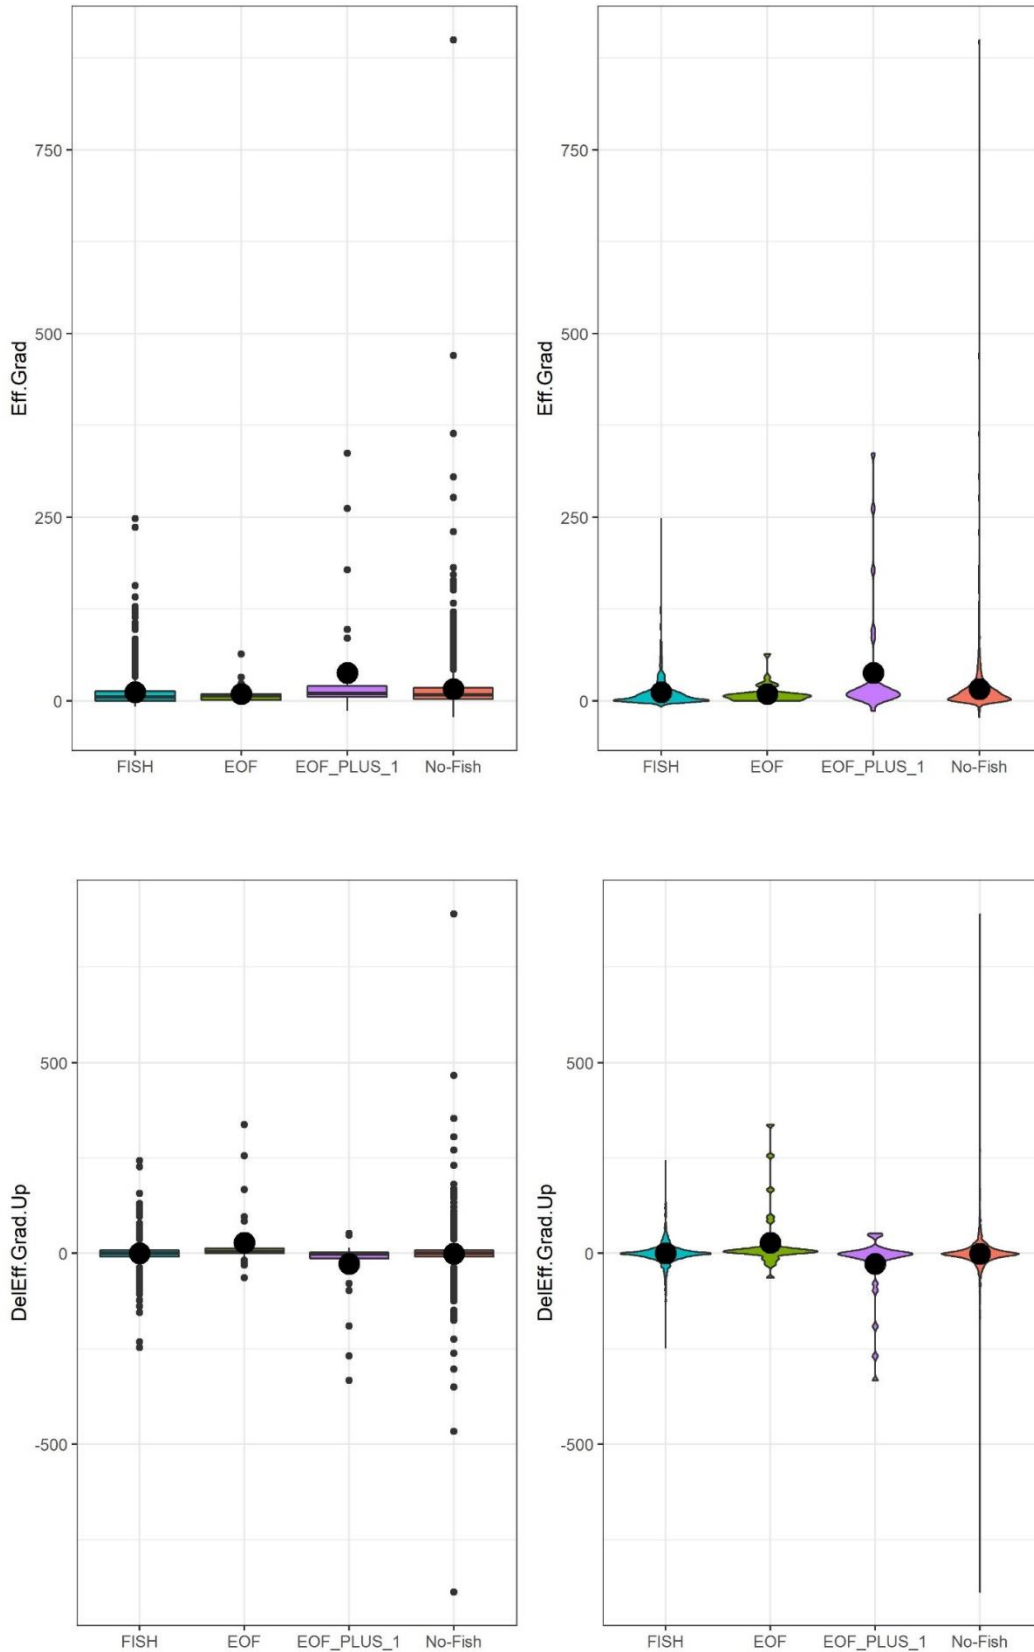 750
500
250
0
Eff.Grad
FISH
EOF
EOF_PLUS_1
No-Fish
750
500
250
0
Eff.Grad
FISH
EOF
EOF_PLUS_1
No-Fish
500
0
-500
DelEff.Grad.Up
FISH
EOF
EOF_PLUS_1
No-Fish
500
0
-500
DelEff.Grad.Up
FISH
EOF
EOF_PLUS_1
No-Fish